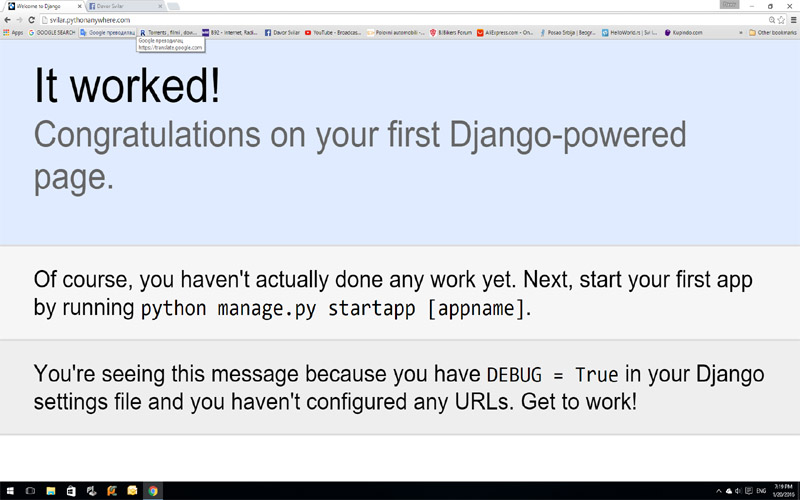 Welcome to Django
Davor Svilar
svilar.pythonanywhere.com
Apps GOOGLE SEARCH Google преводилац Torrents , filmi , dow... B92 - Internet, Radi... Davor Svilar YouTube - Broadcas... Polovni automobili -... BJBikers Forum AliExpress.com - On... Posao Srbija | Beogr... HelloWorld.rs | Svi i... Kupindo.com » Other bookmarks
Google преводилац
https://translate.google.com
It worked!
Congratulations on your first Django-powered
page.
Of course, you haven't actually done any work yet. Next, start your first app
by running python manage.py startapp [appname].
You're seeing this message because you have DEBUG = True in your Django
settings file and you haven't configured any URLs. Get to work!
ENG
7:19 PM